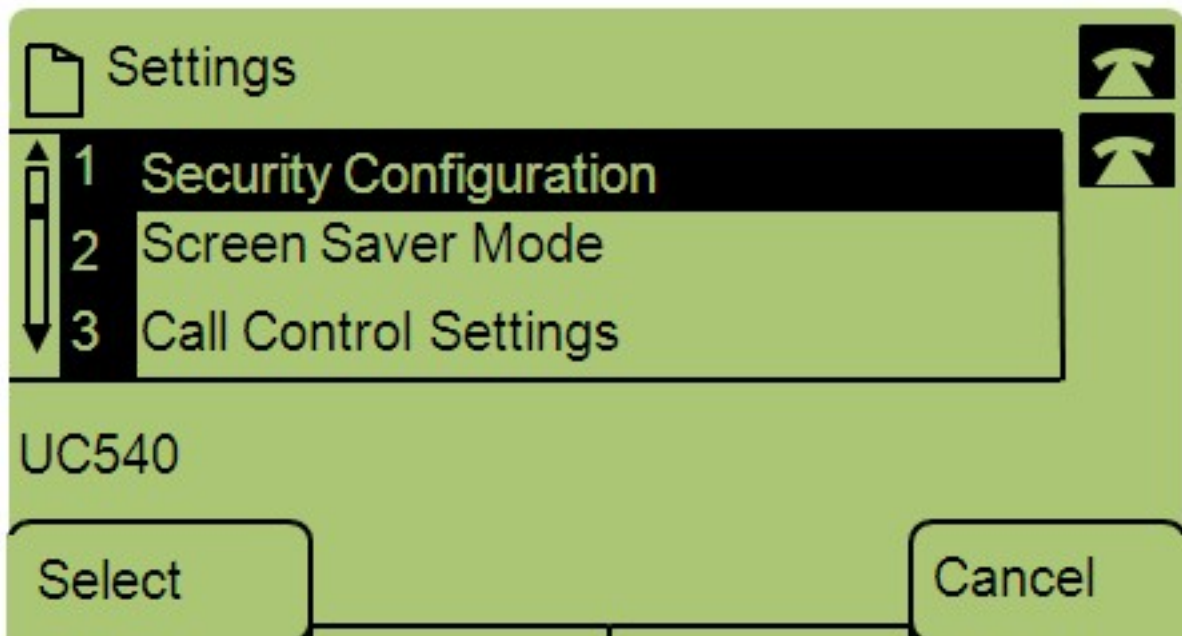 Settings
1 Security Configuration
2 Screen Saver Mode
3 Call Control Settings
UC540
Select Cancel